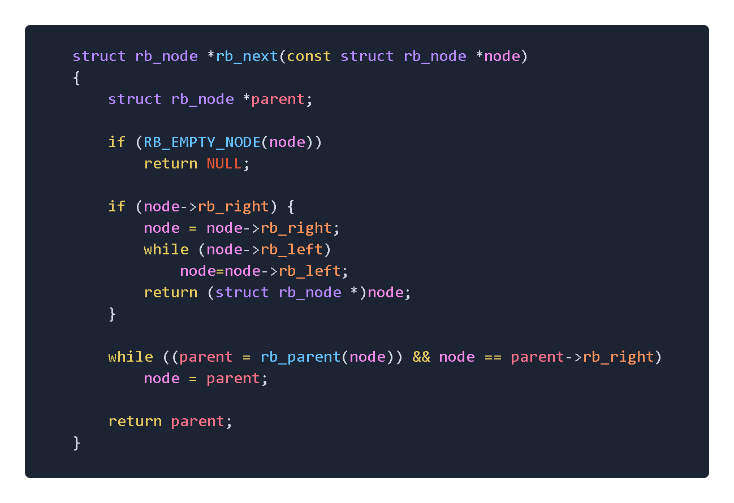 struct rb_node *rb_next(const struct rb_node *node)
{
    struct rb_node *parent;

    if (RB_EMPTY_NODE(node))
        return NULL;

    if (node->rb_right) {
        node = node->rb_right;
        while (node->rb_left)
            node=node->rb_left;
        return (struct rb_node *)node;
    }

    while ((parent = rb_parent(node)) && node == parent->rb_right)
        node = parent;

    return parent;
}